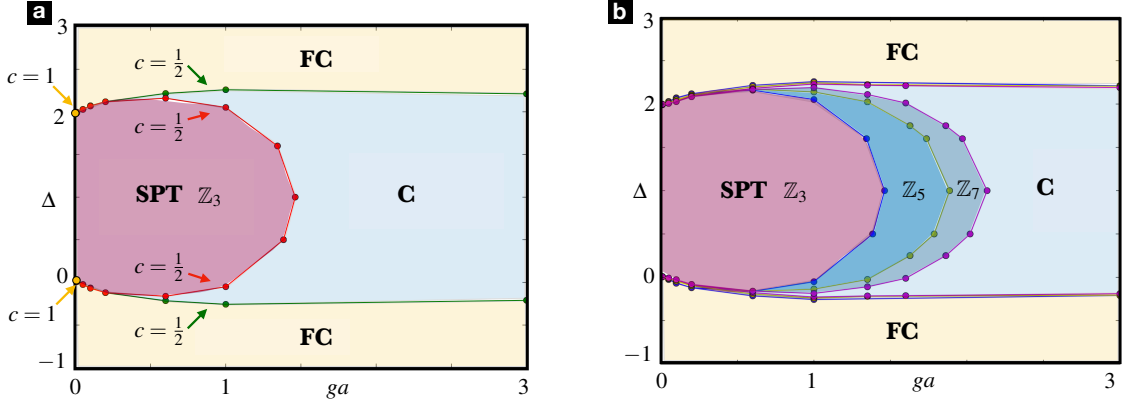 a
3
FC
c = 1/2
c = 1
2
c = 1/2
SPT ℤ3
C
Δ
c = 1/2
0
c = 1
c = 1/2
FC
−1
0
1
ga
3
b
3
FC
2
SPT ℤ3
ℤ5
ℤ7
C
Δ
0
FC
−1
0
1
ga
3